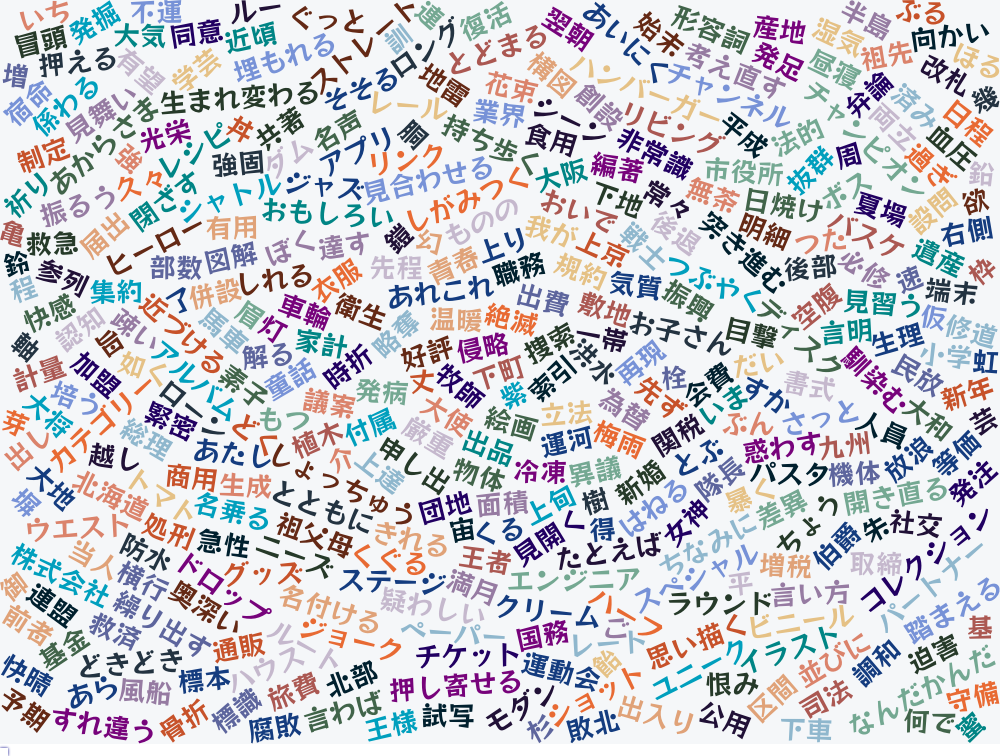 いち
発掘
不運
ルー
ぐっと
ストレート
蓮
復活
翌朝
あいにく
始末
形容詞
産地
半島
ぶる
冒頭
大気
同意
近頃
訓
ロング
とどまる
湿気
祖先
向かい
ほる
増
押える
有望
学芸
埋もれる
構図
ハンバーガー
チャンネル
考え直す
発足
昼寝
改札
幾
宿命
係わる
見舞い
あからさま
生まれ変わる
そそる
地雷
花束
創設
リビング
チャンピオン
弁論
済み
両立
日程
レール
業界
シーン
平成
法的
血圧
制定
強
光栄
レシピ
丼
共著
名声
アプリ
リンク
持ち歩く
食用
非常識
市役所
抜群
周
過ぎ
鉛
祈り
久々
閉ざす
強固
ダム
シャトル
ジャズ
見合わせる
大阪
編著
無茶
日焼け
ボス
夏場
設問
欲
亀
振るう
届出
ヒーロー
有用
おもしろい
しがみつく
下地
常々
おいで
後退
突き進む
明細
つた
バスケ
右側
救急
鈴
部数
図解
ぼく
達す
鎧
幻
ものの
我が
上京
戦士
つぶやく
後部
必修
速
遺産
枠
程
参列
集約
了
併設
しれる
衣服
先程
青春
上り
職務
規約
気質
振興
ディスク
空腹
見習う
端末
快感
認知
疎い
近づける
馬車
眉
灯
車輪
衛生
あれこれ
出費
敷地
お子さん
目撃
言明
生理
仮
修道
如く
アルバム
解る
家計
略奪
温暖
絶滅
捜索
一帯
だい
馴染む
民放
小学
虹
計量
加盟
カテゴリー
素子
童話
時折
好評
侵略
索引
洪水
再現
栓
会費
書式
新年
培う
大将
ローン
発病
丈
牧師
下町
紫
先ず
いますか
大和
芸
芽
緊密
どく
もつ
議案
付属
大使
絵画
立法
為替
ぶん
さっと
人員
等価
出し
総理
あたし
植木
介
厳重
出品
運河
梅雨
関税
惑わす
九州
放浪
越し
しょっちゅう
上達
申し出
物体
冷凍
異議
とぶ
隊長
パスタ
機体
大地
北海道
トマト
商用
生成
ともに
団地
面積
上旬
樹
新婚
暴く
差異
開き直る
発注
堀
名乗る
祖父母
きれる
宙
くる
見開く
得
はねる
女神
ちなみに
ちょう
伯爵
朱
社交
ウエスト
処刑
急性
ニーズ
くぐる
王者
たとえば
スペシャル
増税
取締
コレクション
株式会社
当人
防水
ドロップ
グッズ
ステージ
満月
エンジニア
平
言い方
パートナー
御
連盟
横行
奥深い
名付ける
疑わしい
クリーム
ハーフ
ラウンド
ビニール
踏まえる
前者
基金
救済
繰り出す
通販
ルー
ジョーク
ペーパー
国務
レート
ご
思い描く
イラスト
並びに
調和
迫害
基
快晴
どきどき
標本
ハウス
北部
チケット
運動会
飴
ショット
ユニーク
恨み
区間
司法
なんだかんだ
守備
予期
あら
風船
すれ違う
骨折
標識
旅費
腐敗
言わば
押し寄せる
王様
試写
モダン
杉
敗北
出入り
公用
下車
何で
蜜